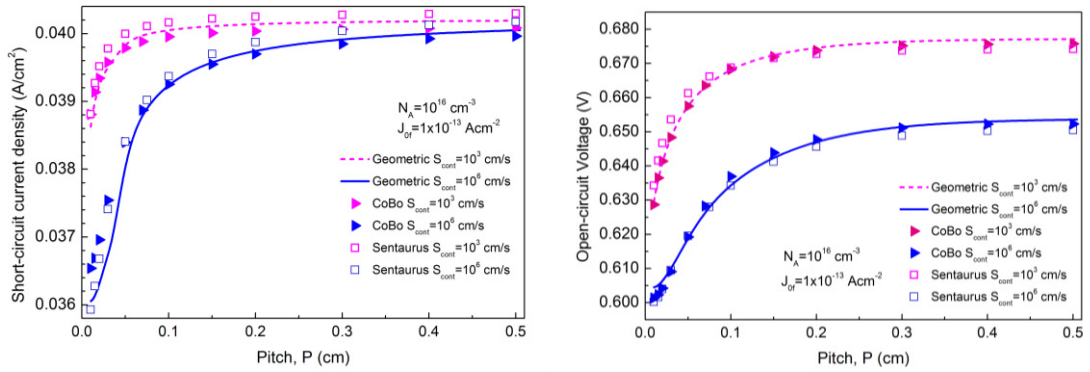 Short-circuit current density (A/cm²)
0.040
0.039
0.038
0.037
0.036
N_A=10^16 cm^-3
J_0f=1x10^-13 Acm^-2
Geometric S_cont=10^3 cm/s
Geometric S_cont=10^6 cm/s
CoBo S_cont=10^3 cm/s
CoBo S_cont=10^6 cm/s
Sentaurus S_cont=10^3 cm/s
Sentaurus S_cont=10^6 cm/s
0.0 0.1 0.2 0.3 0.4 0.5
Pitch, P (cm)
Open-circuit Voltage (V)
0.680
0.670
0.660
0.650
0.640
0.630
0.620
0.610
0.600
Geometric S_cont=10^3 cm/s
Geometric S_cont=10^6 cm/s
CoBo S_cont=10^3 cm/s
CoBo S_cont=10^6 cm/s
Sentaurus S_cont=10^3 cm/s
Sentaurus S_cont=10^6 cm/s
N_A=10^16 cm^-3
J_0f=1x10^-13 Acm^-2
0.0 0.1 0.2 0.3 0.4 0.5
Pitch, P (cm)